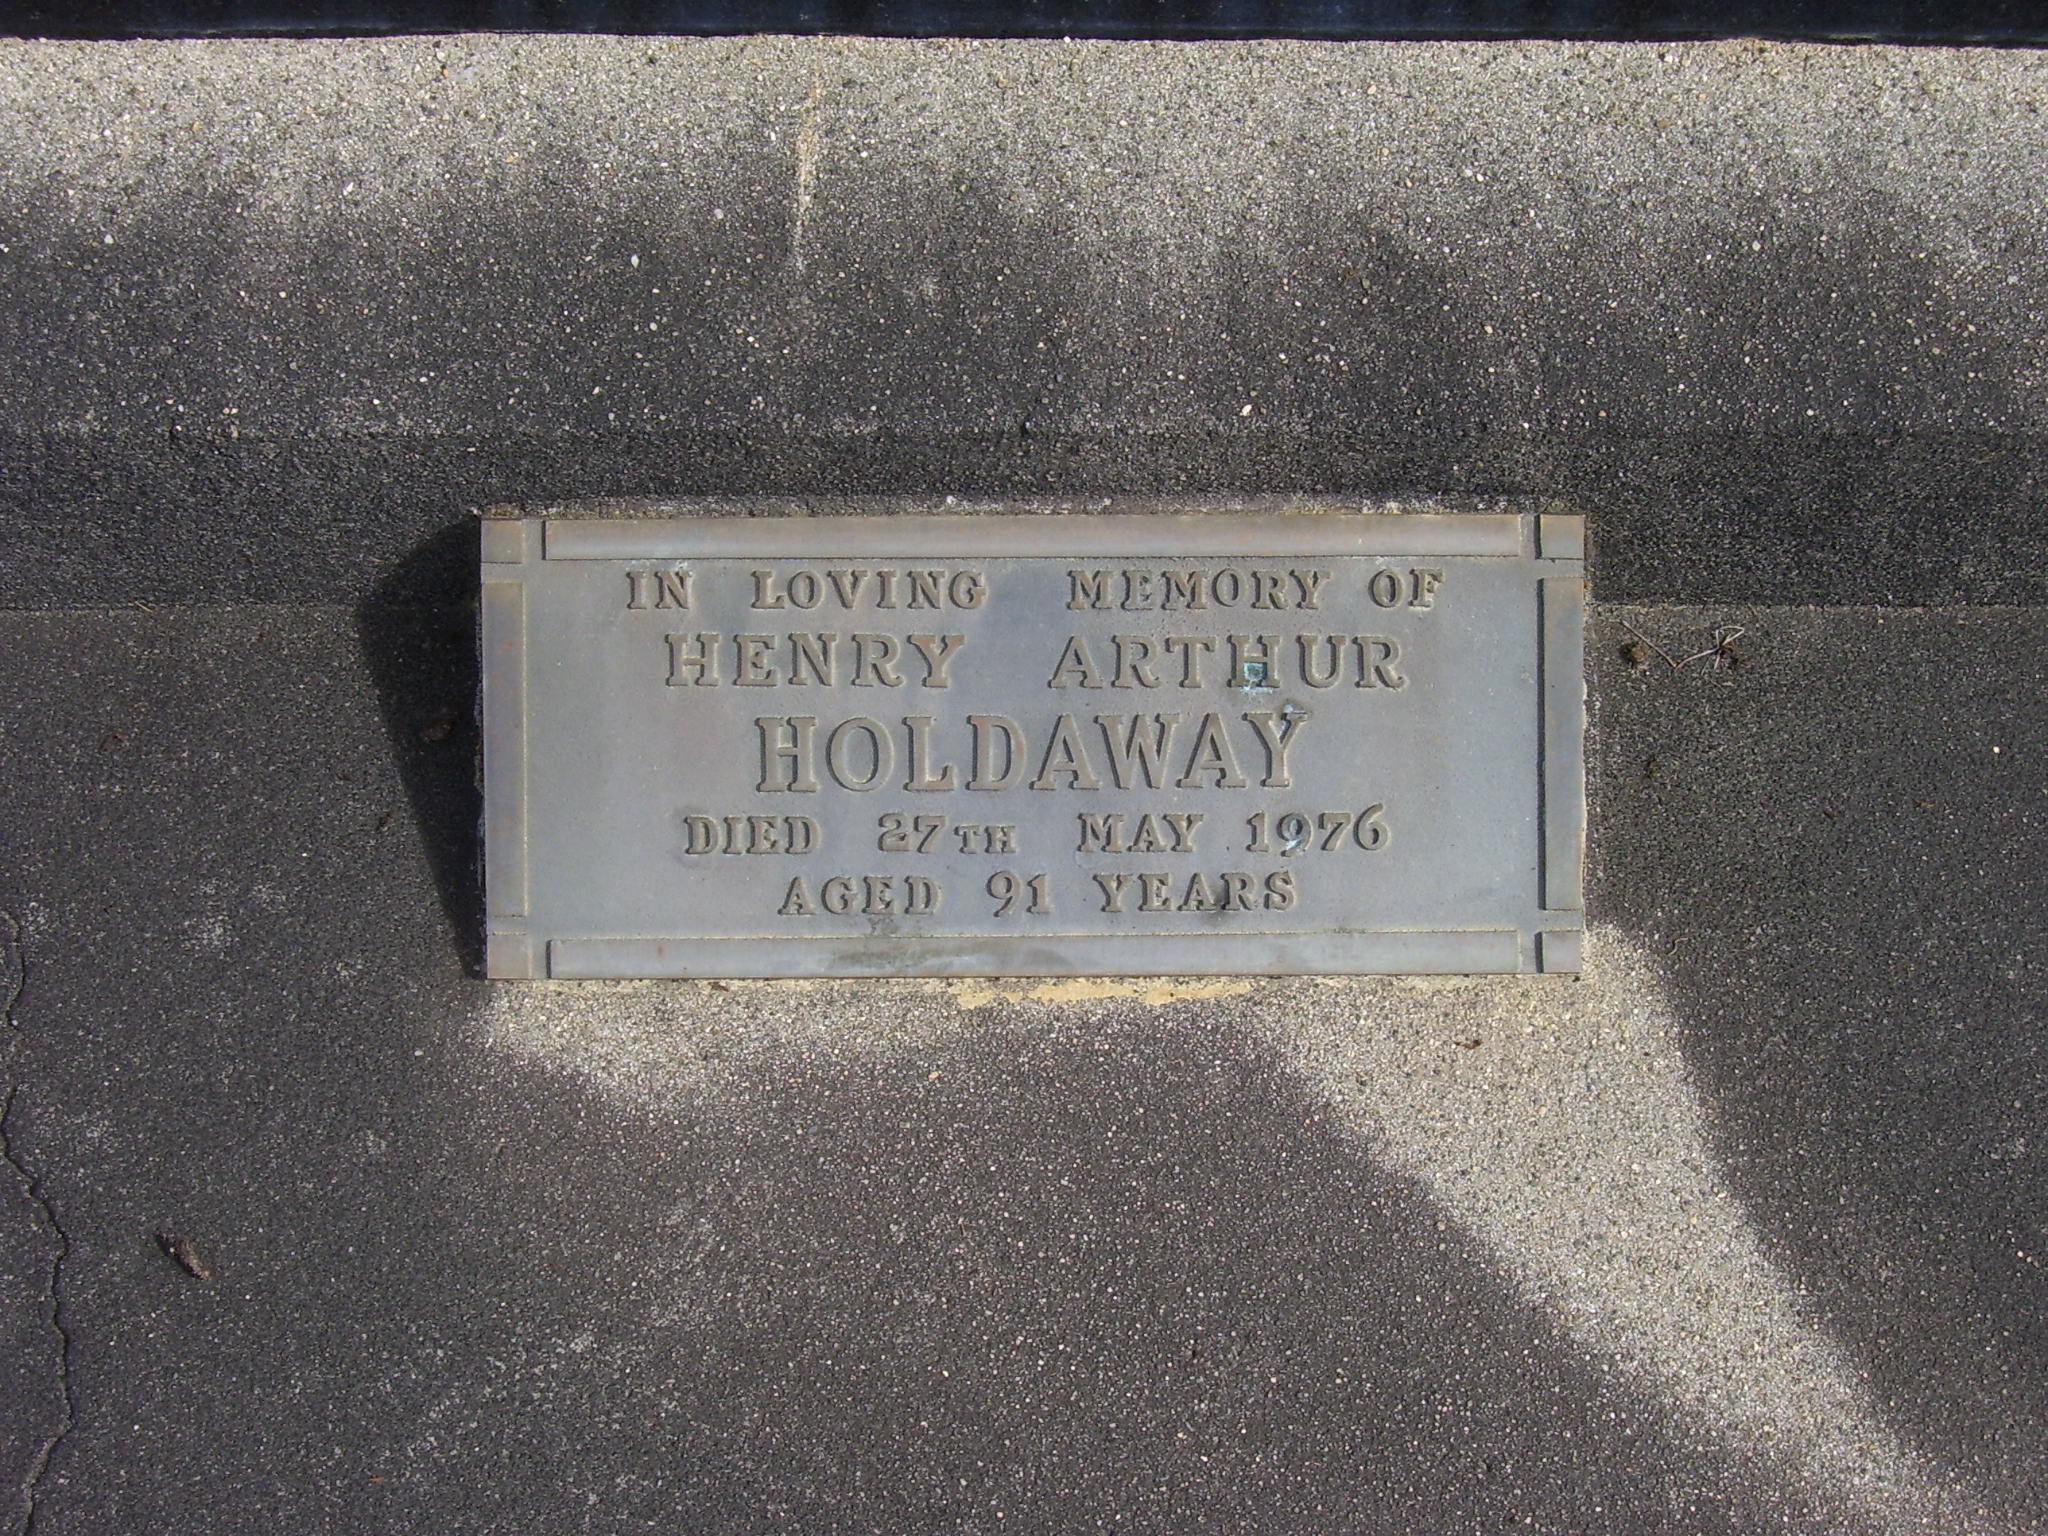 IN LOVING MEMORY OF
HENRY ARTHUR
HOLDAWAY
DIED 27TH MAY 1976
AGED 91 YEARS